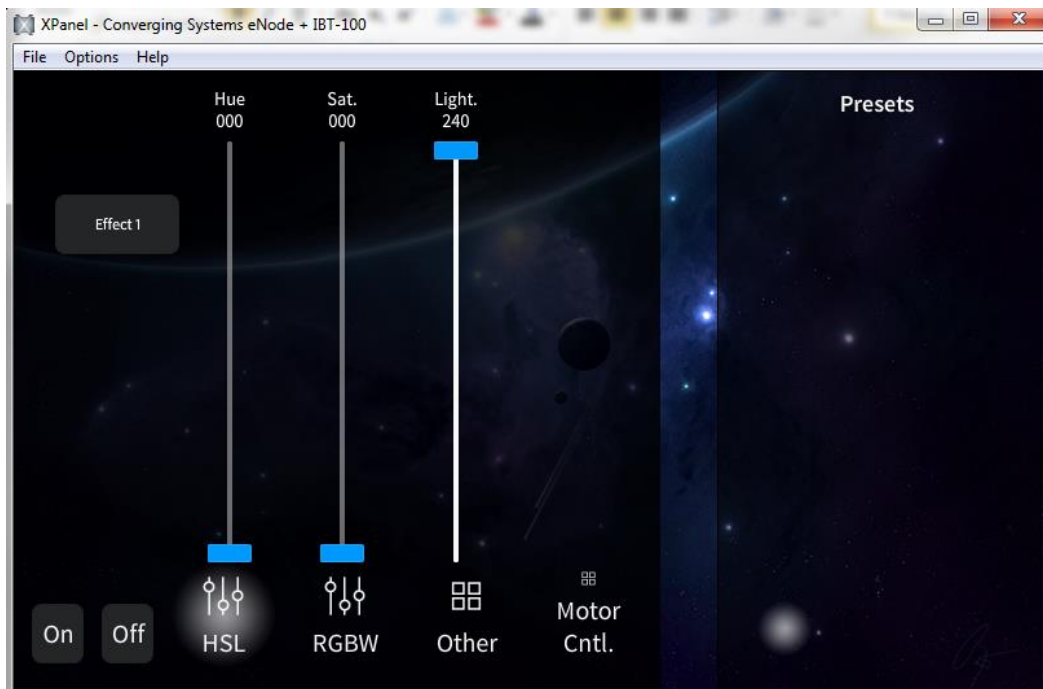 XPanel - Converging Systems eNode + IBT-100
File Options Help
Hue
000
Sat.
000
Light.
240
Presets
Effect 1
On
Off
HSL
RGBW
Other
Motor
Cntl.